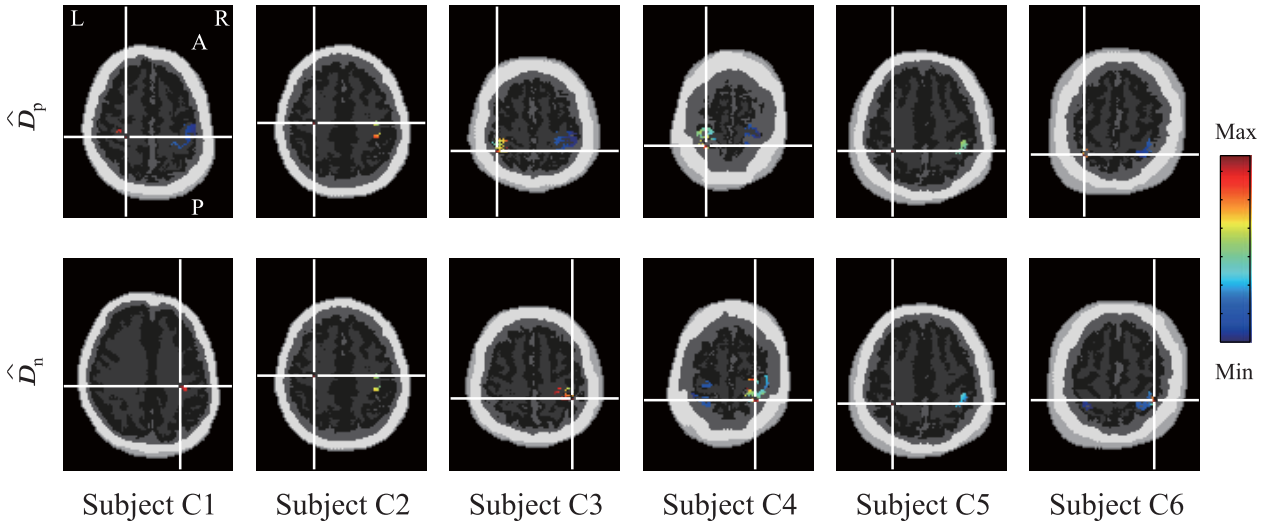 L R
A
P
D̂p
Max
Min
D̂n
Subject C1 Subject C2 Subject C3 Subject C4 Subject C5 Subject C6